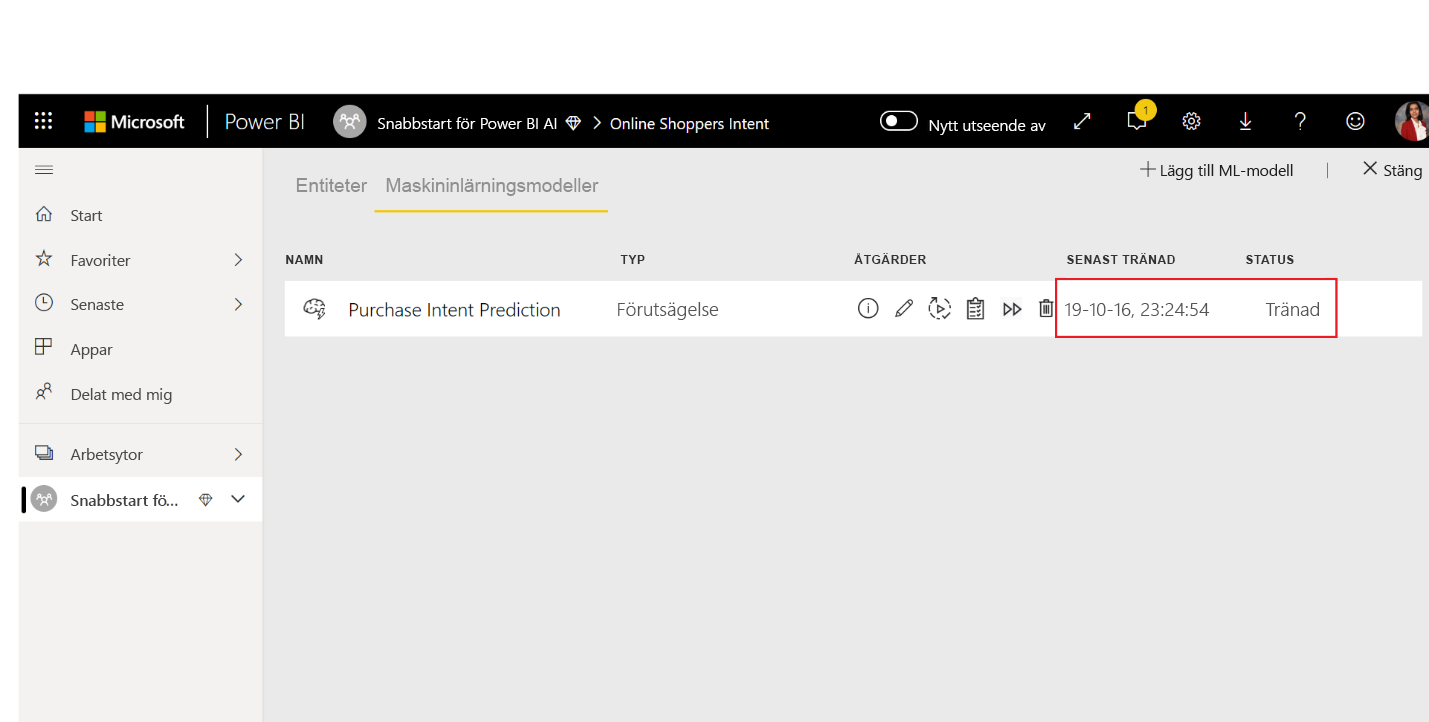 Microsoft Power BI Snabbstart för Power BI AI > Online Shoppers Intent Nytt utseende av 1 ?
Lägg till ML-modell | Stäng
Entiteter Maskininlärningsmodeller
Start
Favoriter
Senaste
Appar
Delat med mig
Arbetsytor
Snabbstart fö...
NAMN TYP ÅTGÄRDER SENAST TRÄNAD STATUS
Purchase Intent Prediction Förutsägelse 19-10-16, 23:24:54 Tränad